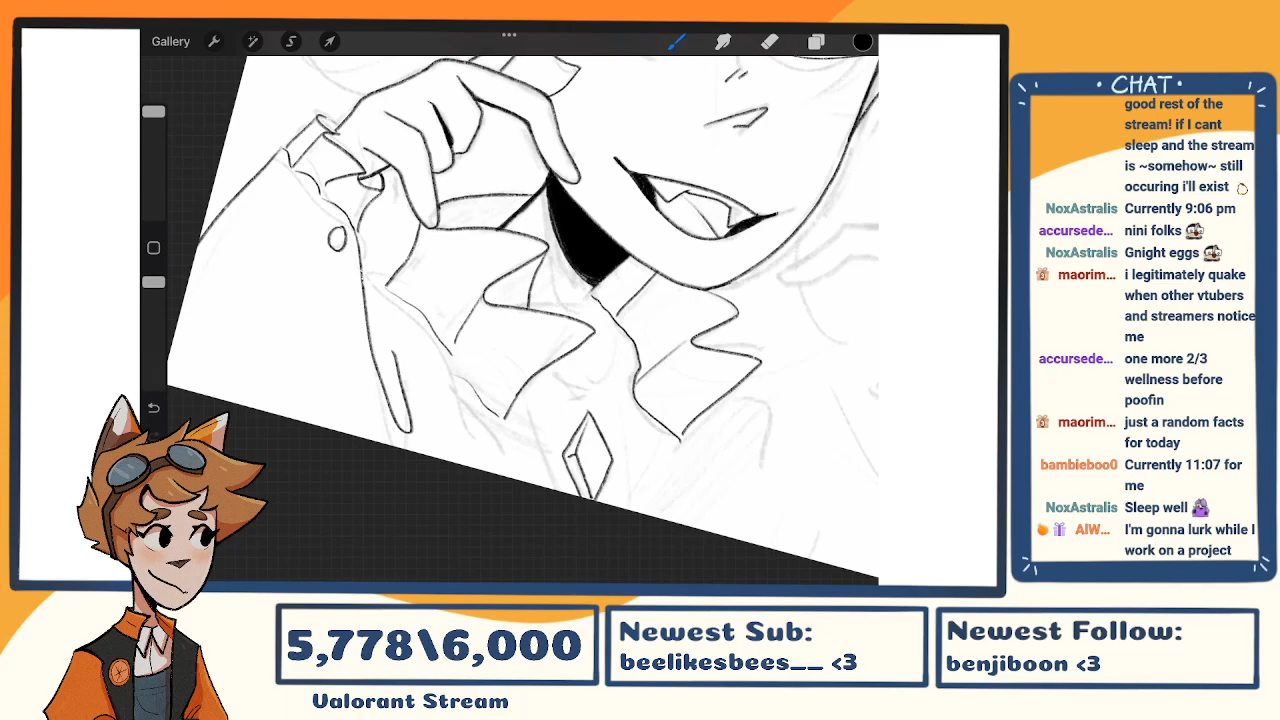 Gallery
• CHAT •
good rest of the
stream! if I cant
sleep and the stream
is ~somehow~ still
occuring i'll exist
NoxAstralis Currently 9:06 pm
accursede... nini folks
NoxAstralis Gnight eggs
maorim... i legitimately quake
when other vtubers
and streamers notice
me
accursede... one more 2/3
wellness before
poofin
maorim... just a random facts
for today
bambieboo0 Currently 11:07 for
me
NoxAstralis Sleep well
AlW... I'm gonna lurk while I
work on a project
5,778\6,000
Valorant Stream
Newest Sub:
beelikesbees__ <3
Newest Follow:
benjiboon <3